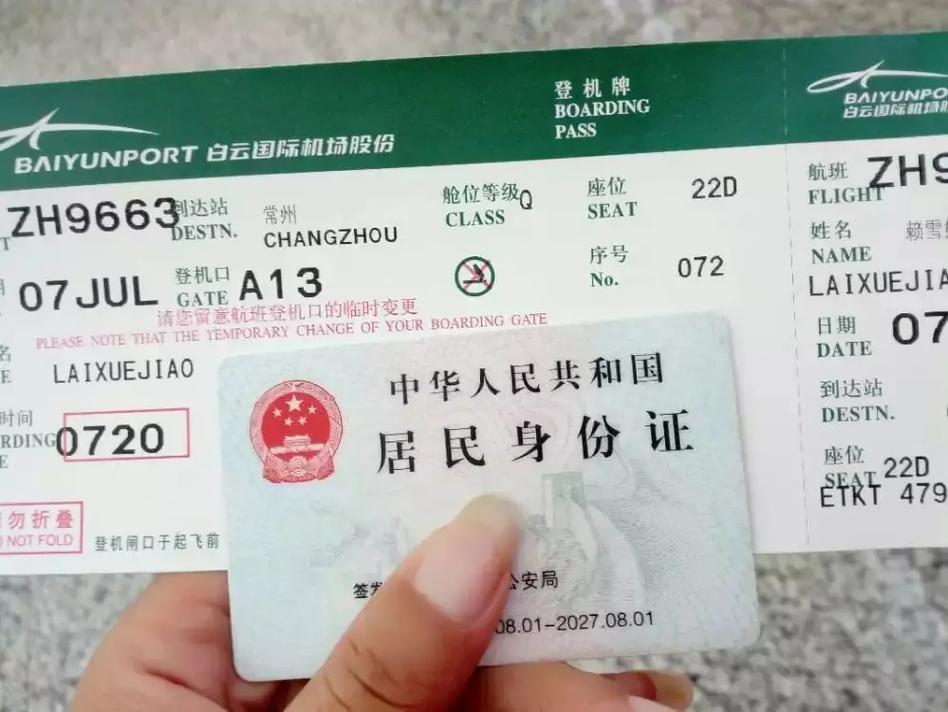 BAIYUNPORT 白云国际机场股份
登机牌
BOARDING
PASS
BAIYUNPO
白云国际机场股
ZH9663
到达站 常州
DESTN. CHANGZHOU
舱位等级 Q
CLASS
座位 22D
SEAT
07JUL
登机口 A13
GATE
序号 072
No.
请您留意航班登机口的临时变更
PLEASE NOTE THAT THE TEMPORARY CHANGE OF YOUR BOARDING GATE
LAIXUEJIAO
时间
RDING 0720
勿折叠
NOT FOLD
登机闸口于起飞前
航班 ZH9
FLIGHT
姓名 赖雪
NAME
LAIXUEJIA
日期 07
DATE
到达站
DESTN.
座位 22D
SEAT
ETKT 479
中华人民共和国
居民身份证
签发
公安局
08.01-2027.08.01